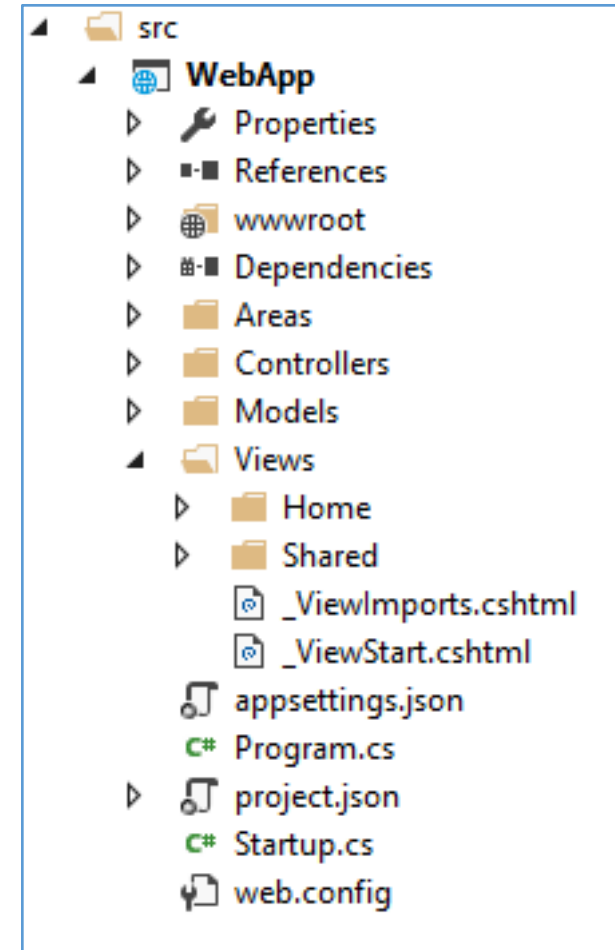 src
WebApp
Properties
References
wwwroot
Dependencies
Areas
Controllers
Models
Views
Home
Shared
_ViewImports.cshtml
_ViewStart.cshtml
appsettings.json
C# Program.cs
project.json
C# Startup.cs
web.config